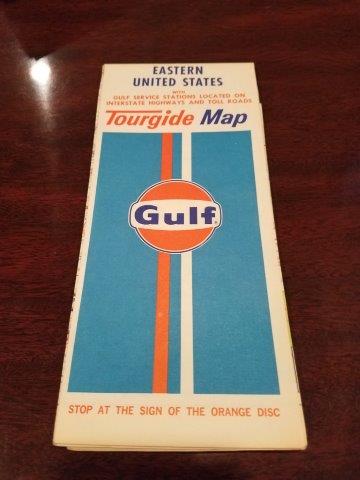 EASTERN
UNITED STATES
WITH
GULF SERVICE STATIONS LOCATED ON
INTERSTATE HIGHWAYS AND TOLL ROADS
Tourgide Map
Gulf
STOP AT THE SIGN OF THE ORANGE DISC